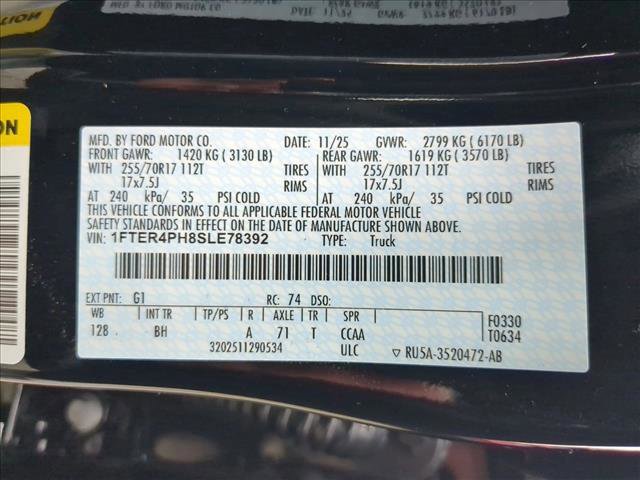 MFD. BY FORD MOTOR CO.
DATE: 11/25 GVWR: 2799 KG ( 6170 LB)
FRONT GAWR: 1420 KG ( 3130 LB)
REAR GAWR: 1619 KG ( 3570 LB)
WITH 255/70R17 112T TIRES
WITH 255/70R17 112T TIRES
17x7.5J RIMS
17x7.5J RIMS
AT 240 kPa/ 35 PSI COLD
AT 240 kPa/ 35 PSI COLD
THIS VEHICLE CONFORMS TO ALL APPLICABLE FEDERAL MOTOR VEHICLE
SAFETY STANDARDS IN EFFECT ON THE DATE OF MANUFACTURE SHOWN ABOVE.
VIN: 1FTER4PH8SLE78392 TYPE: Truck
EXT PNT: G1 RC: 74 DSO:
WB INT TR TP/PS R AXLE TR SPR F0330
128 BH A 71 T CCAA T0634
3202511290534 ULC ▽ RU5A-3520472-AB